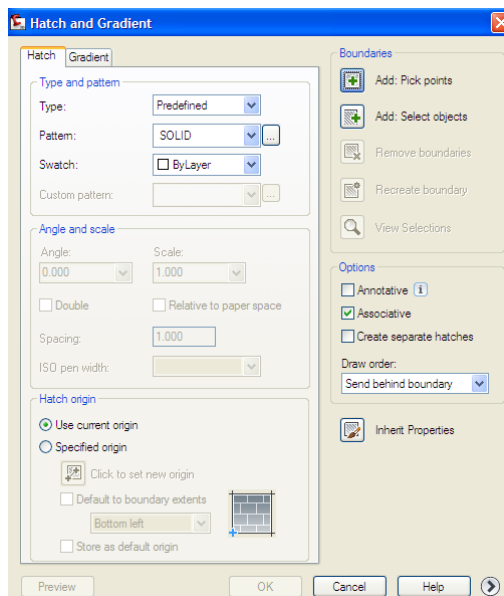 Hatch and Gradient
Hatch Gradient
Type and pattern
Type: Predefined
Pattern: SOLID ...
Swatch: ByLayer
Custom pattern: ...
Angle and scale
Angle: Scale:
0.000 1.000
Double Relative to paper space
Spacing: 1.000
ISO pen width:
Hatch origin
Use current origin
Specified origin
Click to set new origin
Default to boundary extents
Bottom left
Store as default origin
Boundaries
Add: Pick points
Add: Select objects
Remove boundaries
Recreate boundary
View Selections
Options
Annotative i
Associative
Create separate hatches
Draw order:
Send behind boundary
Inherit Properties
Preview OK Cancel Help